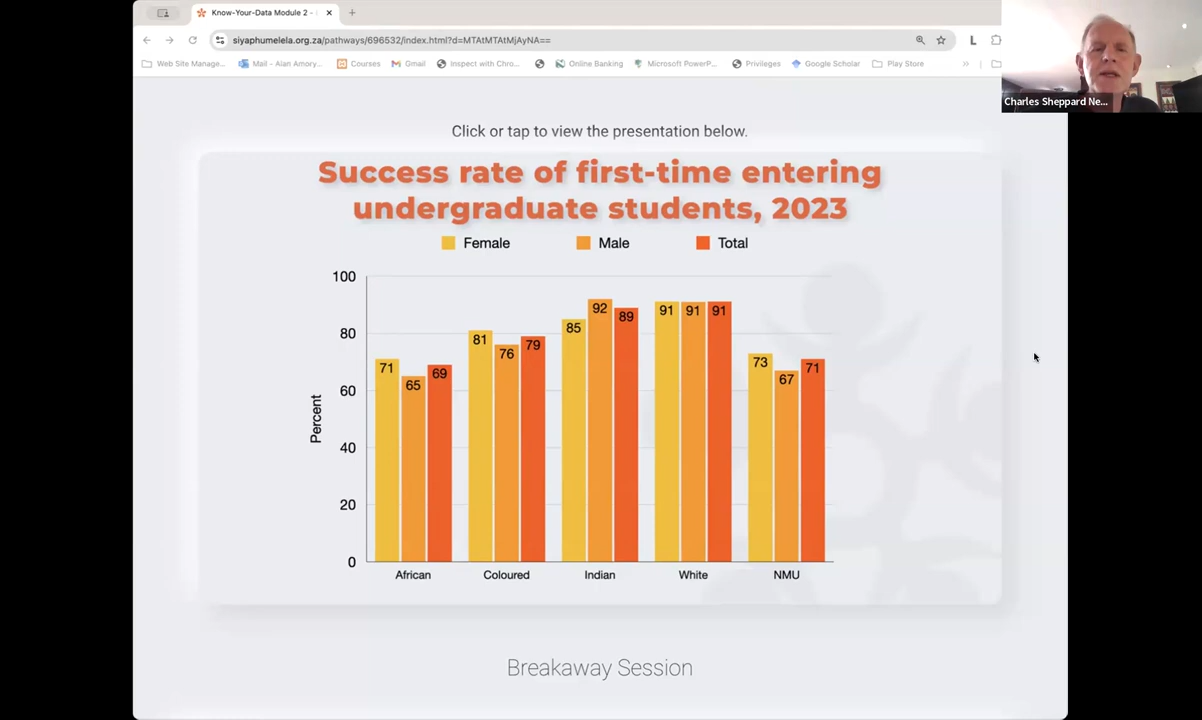 Know-Your-Data Module 2 -
siyaphumelela.org.za/pathways/696532/index.html?d=MTAtMTAtMjAyNA==
L
Web Site Manage...
Mail - Alan Amory...
Courses
Gmail
Inspect with Chro...
Online Banking
Microsoft PowerP...
Privileges
Google Scholar
Play Store
Charles Sheppard Ne...
Click or tap to view the presentation below.
Success rate of first-time entering
undergraduate students, 2023
Female Male Total
100
80
60
40
20
0
Percent
71 65 69
81 76 79
85 92 89
91 91 91
73 67 71
African Coloured Indian White NMU
Breakaway Session